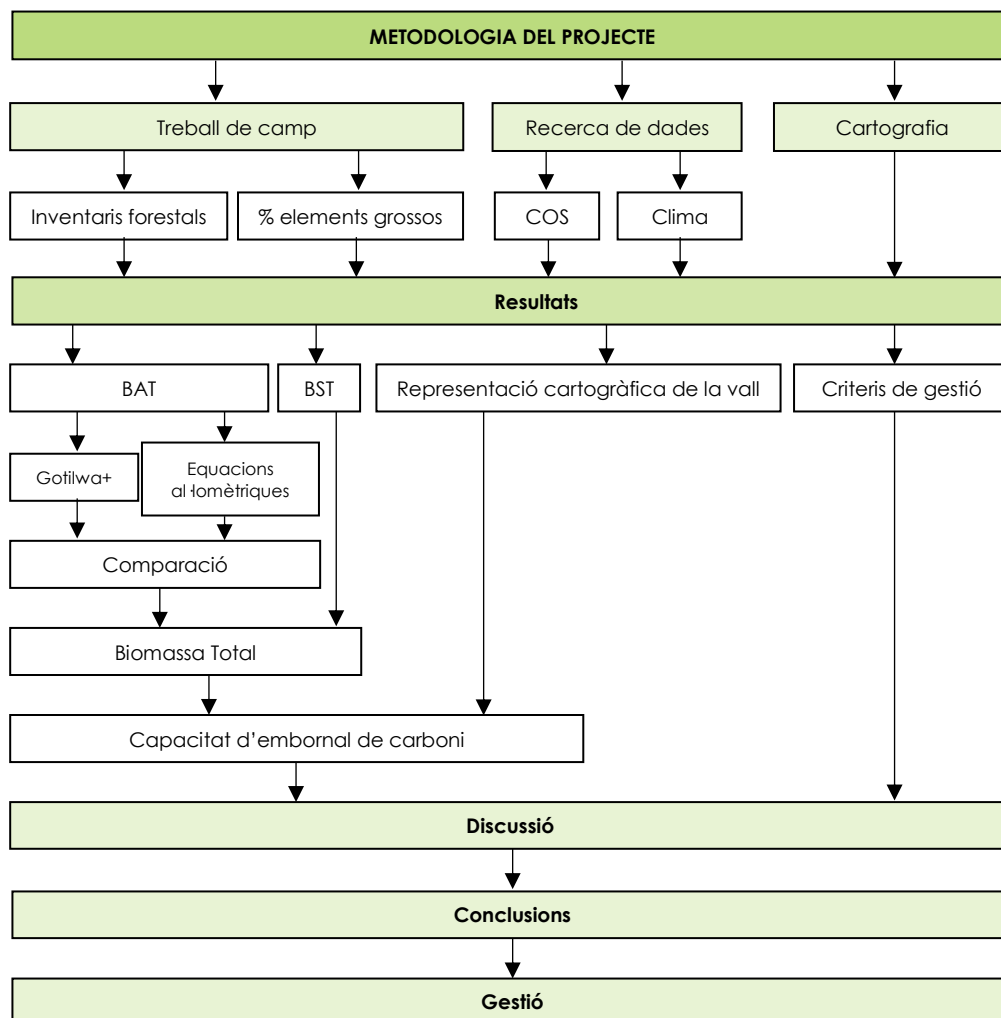 METODOLOGIA DEL PROJECTE
Treball de camp
Recerca de dades
Cartografia
Inventaris forestals
% elements grossos
COS
Clima
Resultats
BAT
BST
Representació cartogràfica de la vall
Criteris de gestió
Gotilwa+
Equacions
al·lomètriques
Comparació
Biomassa Total
Capacitat d’embornal de carboni
Discussió
Conclusions
Gestió